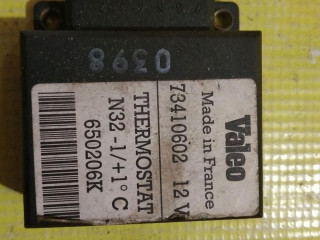 0398
Valeo
Made in France
73410602 12 V
THERMOSTAT
N32 -1/+1° C
650206K